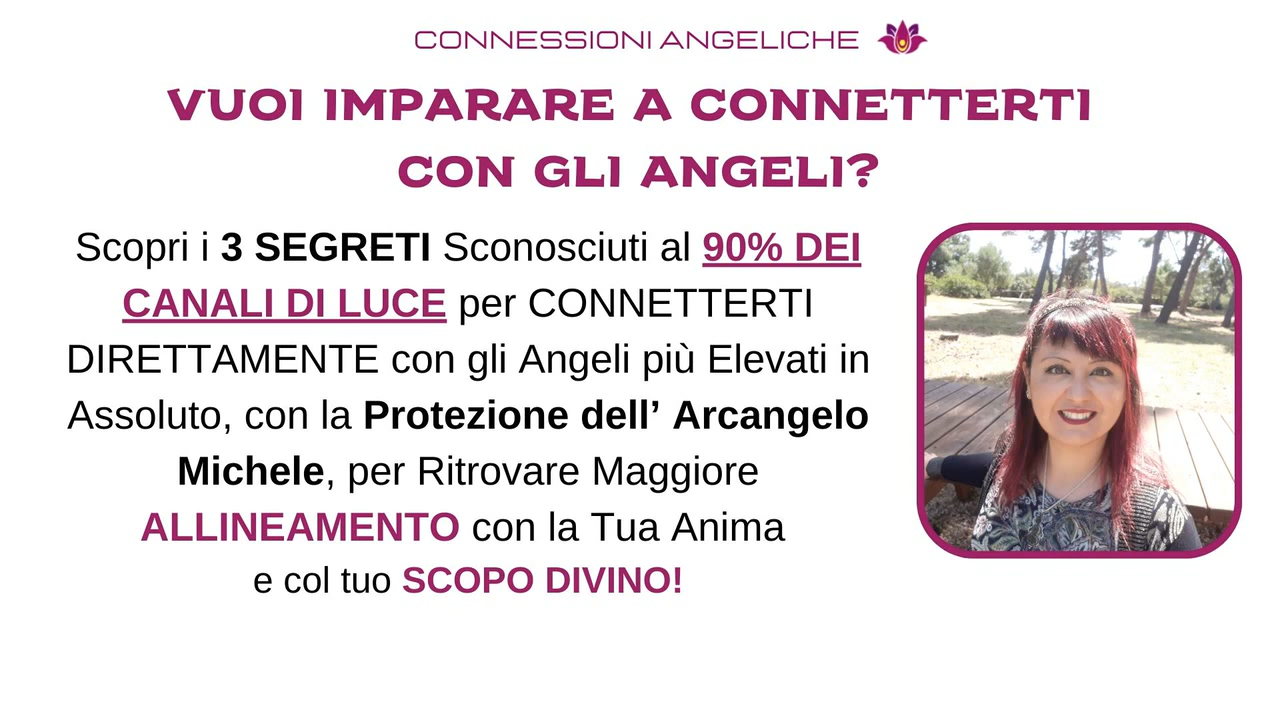 CONNESSIONI ANGELICHE
VUOI IMPARARE A CONNETTERTI
CON GLI ANGELI?
Scopri i 3 SEGRETI Sconosciuti al 90% DEI
CANALI DI LUCE per CONNETTERTI
DIRETTAMENTE con gli Angeli più Elevati in
Assoluto, con la Protezione dell’ Arcangelo
Michele, per Ritrovare Maggiore
ALLINEAMENTO con la Tua Anima
e col tuo SCOPO DIVINO!